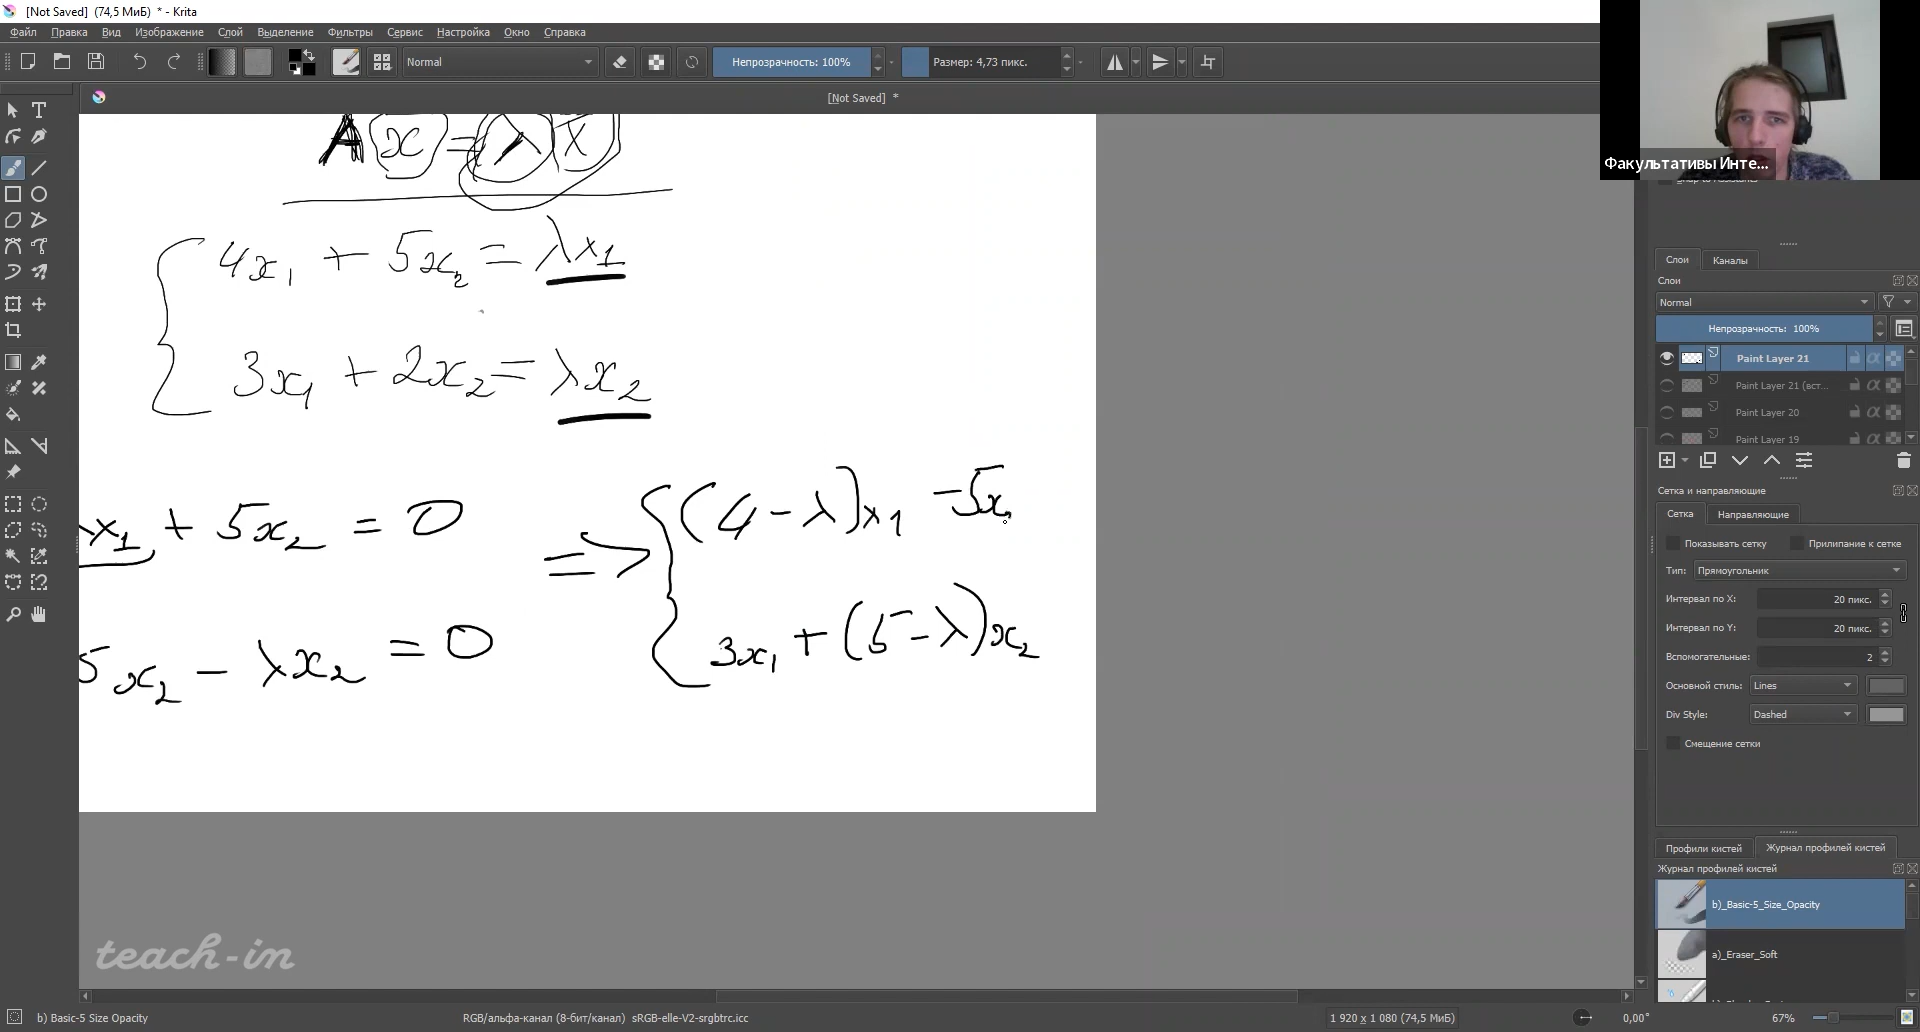 [Not Saved] (74,5 МиБ) * - Krita
Файл Правка Вид Изображение Слой Выделение Фильтры Сервис Настройка Окно Справка
Normal
Непрозрачность: 100%
Размер: 4,73 пикс.
[Not Saved] *
Факультативы Инте...
A x = λ x
4x₁ + 5x₂ = λx₁
3x₁ + 2x₂ = λx₂
x₁ + 5x₂ = 0
5x₂ - λx₂ = 0
=> (4 - λ)x₁ - 5x
3x₁ + (5 - λ)x₂
teach-in
Слои Каналы
Слои
Normal
Непрозрачность: 100%
Paint Layer 21
Paint Layer 21 (вст...
Paint Layer 20
Paint Layer 19
Сетка и направляющие
Сетка Направляющие
Показывать сетку Прилипание к сетке
Тип: Прямоугольник
Интервал по X: 20 пикс.
Интервал по Y: 20 пикс.
Вспомогательные: 2
Основной стиль: Lines
Div Style: Dashed
Смещение сетки
Профили кистей Журнал профилей кистей
Журнал профилей кистей
b)_Basic-5_Size_Opacity
a)_Eraser_Soft
b) Basic-5 Size Opacity
RGB/альфа-канал (8-бит/канал) sRGB-elle-V2-srgbtrc.icc
1 920 x 1 080 (74,5 МиБ)
0,00°
67%